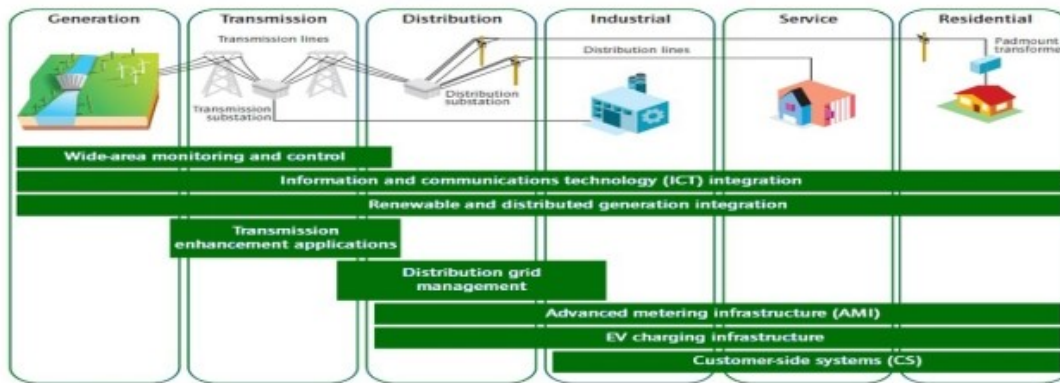 Generation
Transmission
Distribution
Industrial
Service
Residential
Transmission lines
Distribution lines
Padmount
transforme
Transmission
substation
Distribution
substation
Wide-area monitoring and control
Information and communications technology (ICT) integration
Renewable and distributed generation integration
Transmission
enhancement applications
Distribution grid
management
Advanced metering infrastructure (AMI)
EV charging infrastructure
Customer-side systems (CS)